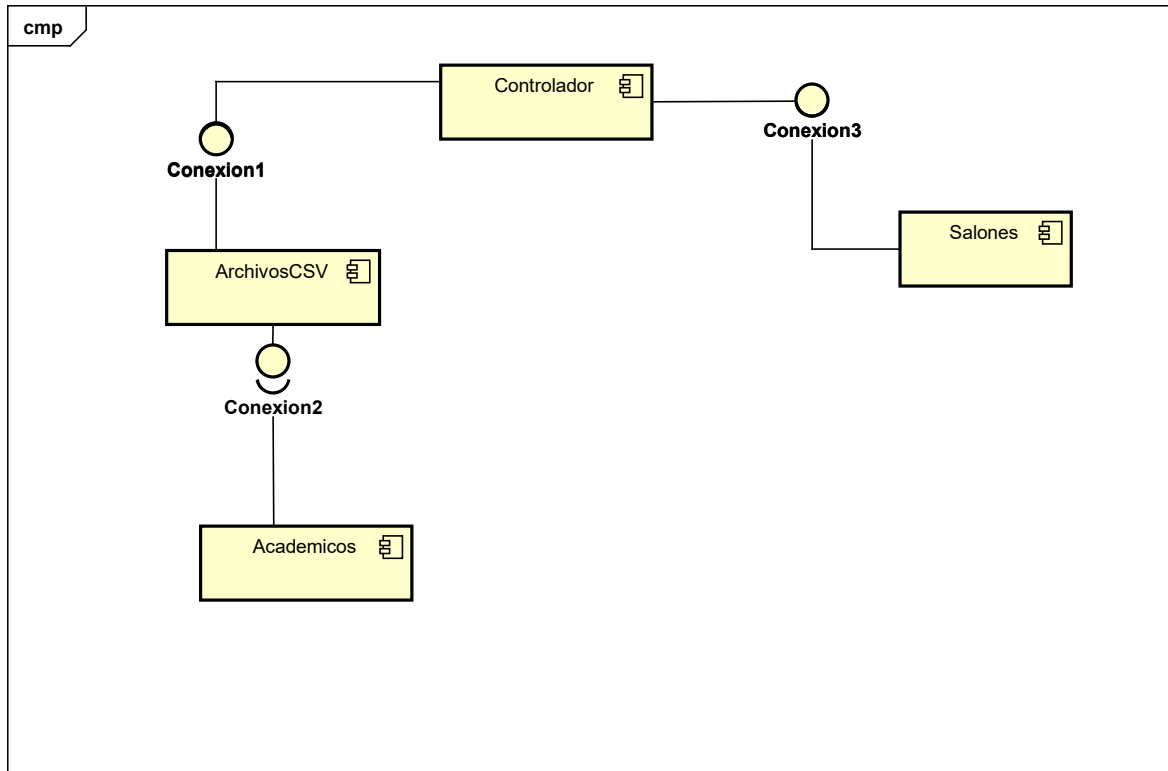 cmp
Controlador
Conexion3
Conexion1
Salones
ArchivosCSV
Conexion2
Academicos